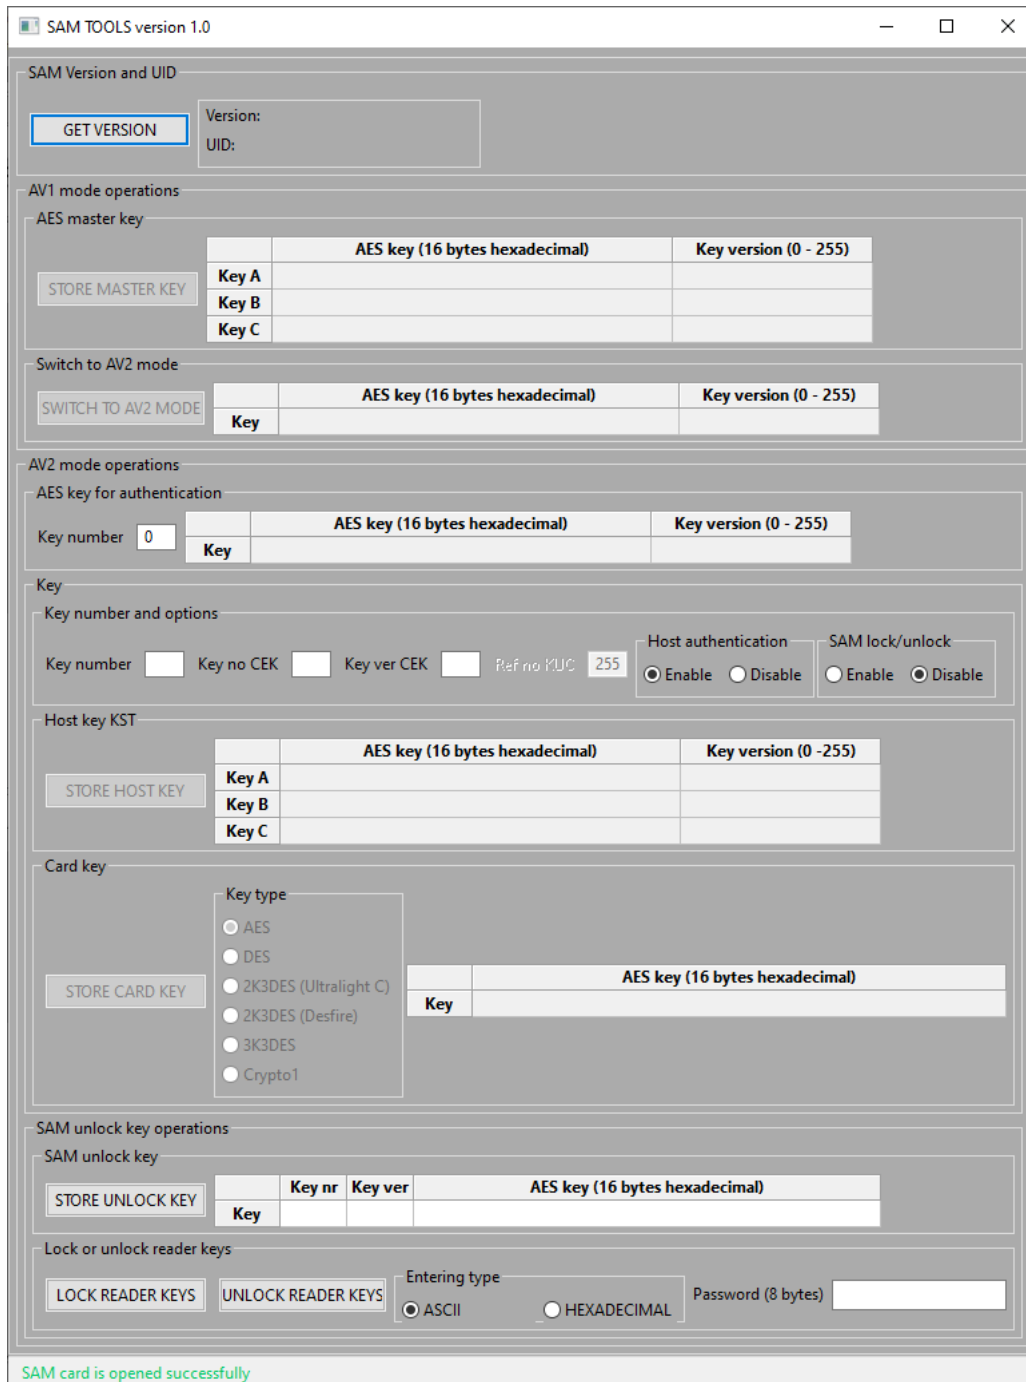 SAM TOOLS version 1.0
SAM Version and UID
GET VERSION
Version:
UID:
AV1 mode operations
AES master key
AES key (16 bytes hexadecimal) Key version (0 - 255)
STORE MASTER KEY
Key A
Key B
Key C
Switch to AV2 mode
SWITCH TO AV2 MODE
AES key (16 bytes hexadecimal) Key version (0 - 255)
Key
AV2 mode operations
AES key for authentication
Key number 0
AES key (16 bytes hexadecimal) Key version (0 - 255)
Key
Key
Key number and options
Key number Key no CEK Key ver CEK Ref no KUC 255
Host authentication
Enable Disable
SAM lock/unlock
Enable Disable
Host key KST
AES key (16 bytes hexadecimal) Key version (0 -255)
STORE HOST KEY
Key A
Key B
Key C
Card key
STORE CARD KEY
Key type
AES
DES
2K3DES (Ultralight C)
2K3DES (Desfire)
3K3DES
Crypto1
AES key (16 bytes hexadecimal)
Key
SAM unlock key operations
SAM unlock key
STORE UNLOCK KEY
Key nr Key ver AES key (16 bytes hexadecimal)
Key
Lock or unlock reader keys
LOCK READER KEYS UNLOCK READER KEYS
Entering type
ASCII HEXADECIMAL
Password (8 bytes)
SAM card is opened successfully